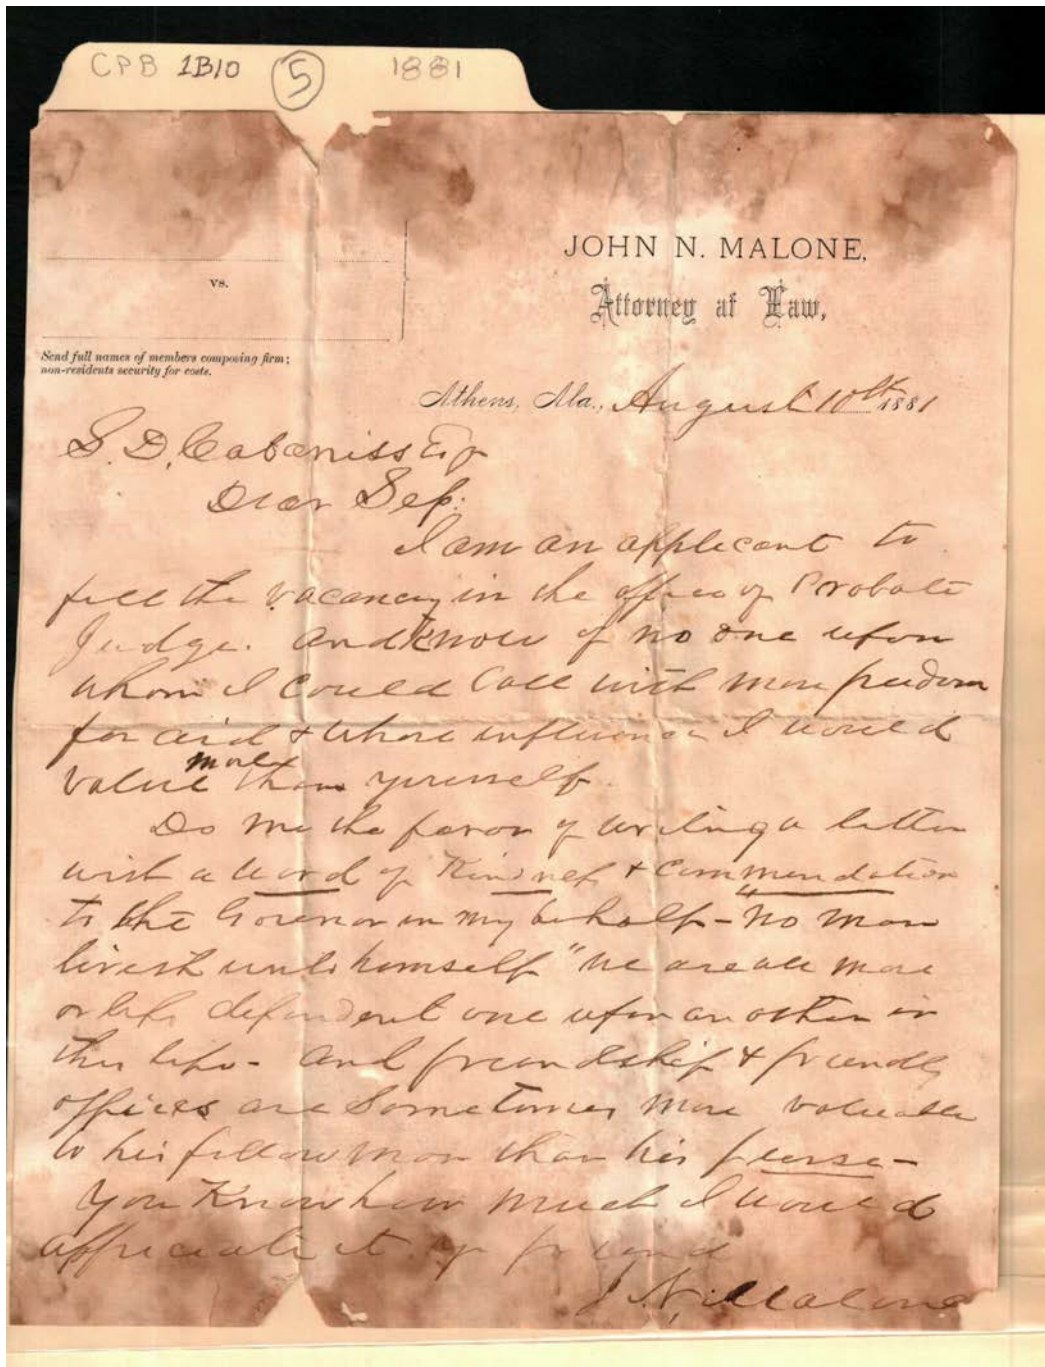 CPB 1B10 5 1881
JOHN N. MALONE,
Attorney at Law,
vs.
Send full names of members composing firm;
non-residents security for costs.
Athens, Ala., August 10th 1881
S. D. Cabaniss Esqr
Dear Sep:
I am an applicant to
fill the vacancy in the office of Probate
Judge. and know of no one upon
whom I could call with more freedom
for aid & whose influence I would
value more than yourself.
Do me the favor of writing a letter
with a word of Kindness & commendation
to the Govenor in my behalf - "no man
liveth unto himself" we are all more
or less dependent one upon another in
this life - and friendship & friendly
offices are sometimes more valuable
to his fellow man than his purse -
You Know how much I would
appreciate it yr friend
J. N. Malone